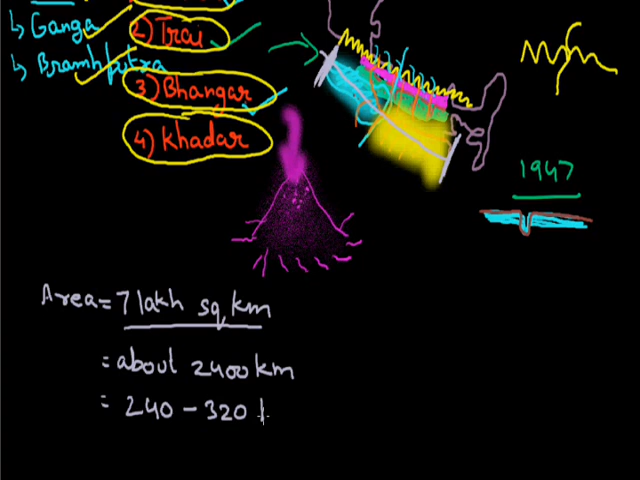 ↳ Ganga
2) Trai
↳ Bramhputra
3) Bhangar
4) Khadar
1947
Area = 7 lakh sq. km
= about 2400 km
= 240 - 320